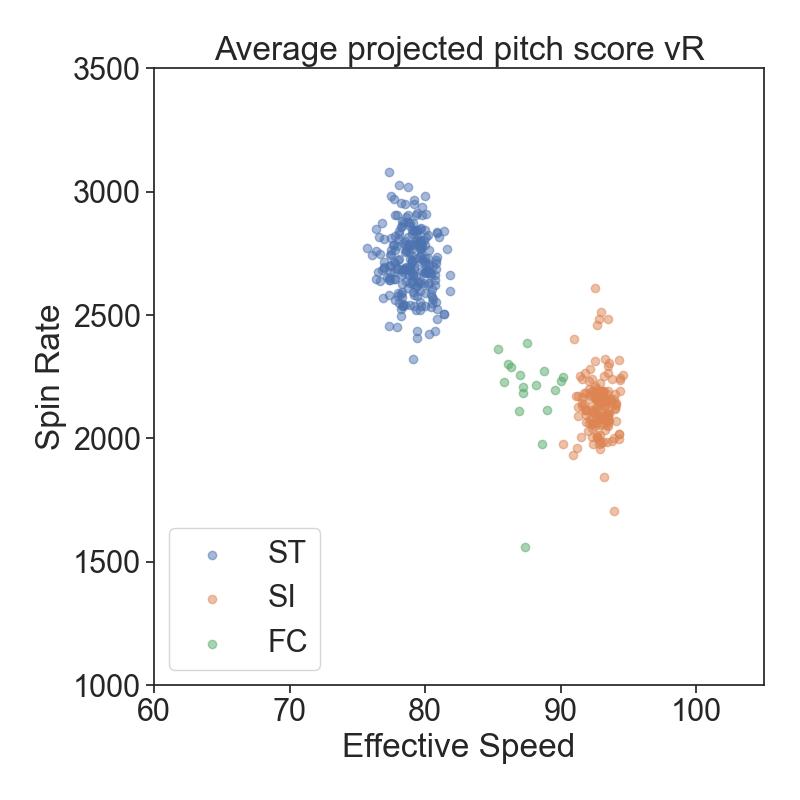 Average projected pitch score vR
3500
3000
2500
2000
1500
1000
Spin Rate
ST
SI
FC
60 70 80 90 100
Effective Speed